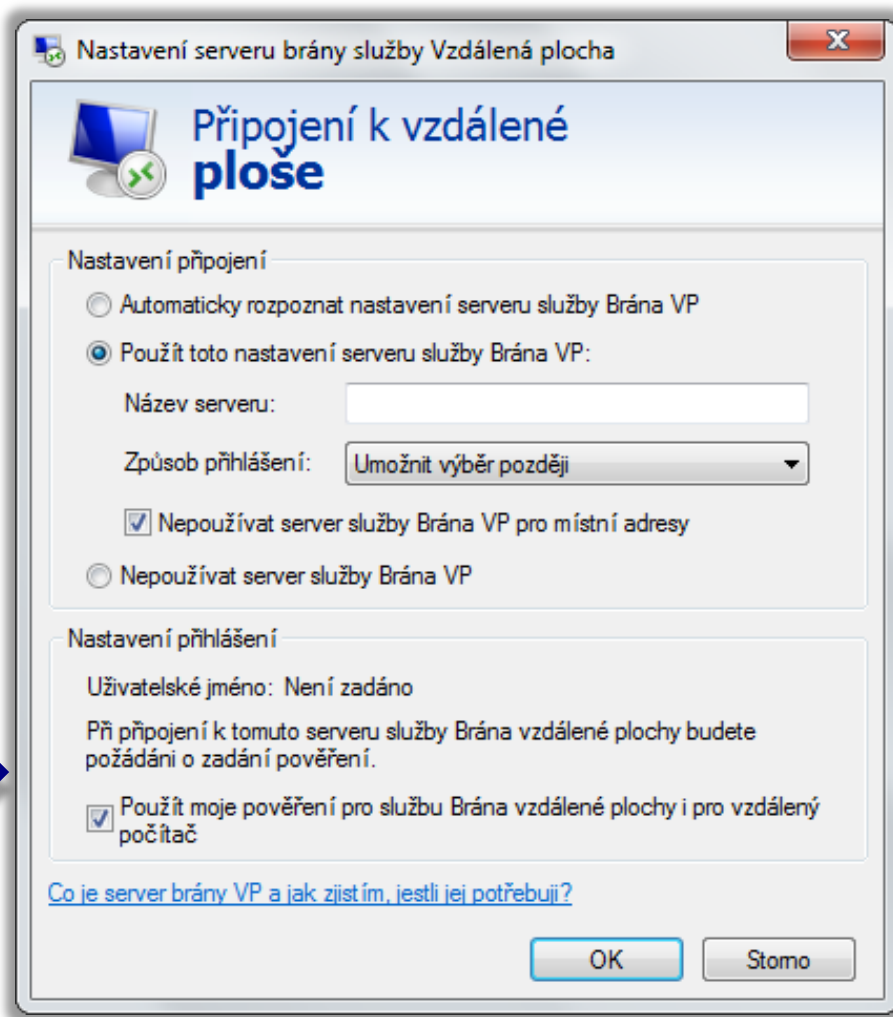 Nastavení serveru brány služby Vzdálená plocha
Připojení k vzdálené
ploše
Nastavení připojení
Automaticky rozpoznat nastavení serveru služby Brána VP
Použít toto nastavení serveru služby Brána VP:
Název serveru:
Způsob přihlášení:
Umožnit výběr později
Nepoužívat server služby Brána VP pro místní adresy
Nepoužívat server služby Brána VP
Nastavení přihlášení
Uživatelské jméno: Není zadáno
Při připojení k tomuto serveru služby Brána vzdálené plochy budete
požádáni o zadání pověření.
Použít moje pověření pro službu Brána vzdálené plochy i pro vzdálený
počítač
Co je server brány VP a jak zjistím, jestli jej potřebuji?
OK
Storno